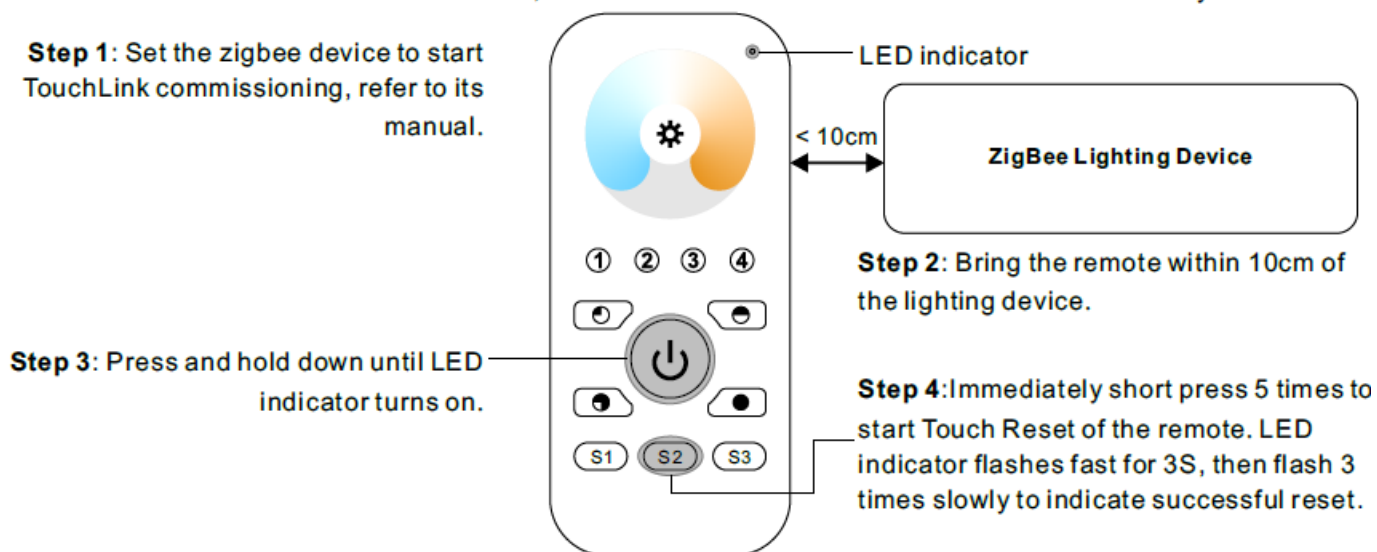 Step 1: Set the zigbee device to start
TouchLink commissioning, refer to its
manual.
LED indicator
< 10cm
ZigBee Lighting Device
1 2 3 4
Step 2: Bring the remote within 10cm of
the lighting device.
Step 3: Press and hold down until LED
indicator turns on.
Step 4:Immediately short press 5 times to
start Touch Reset of the remote. LED
indicator flashes fast for 3S, then flash 3
times slowly to indicate successful reset.
S1 S2 S3